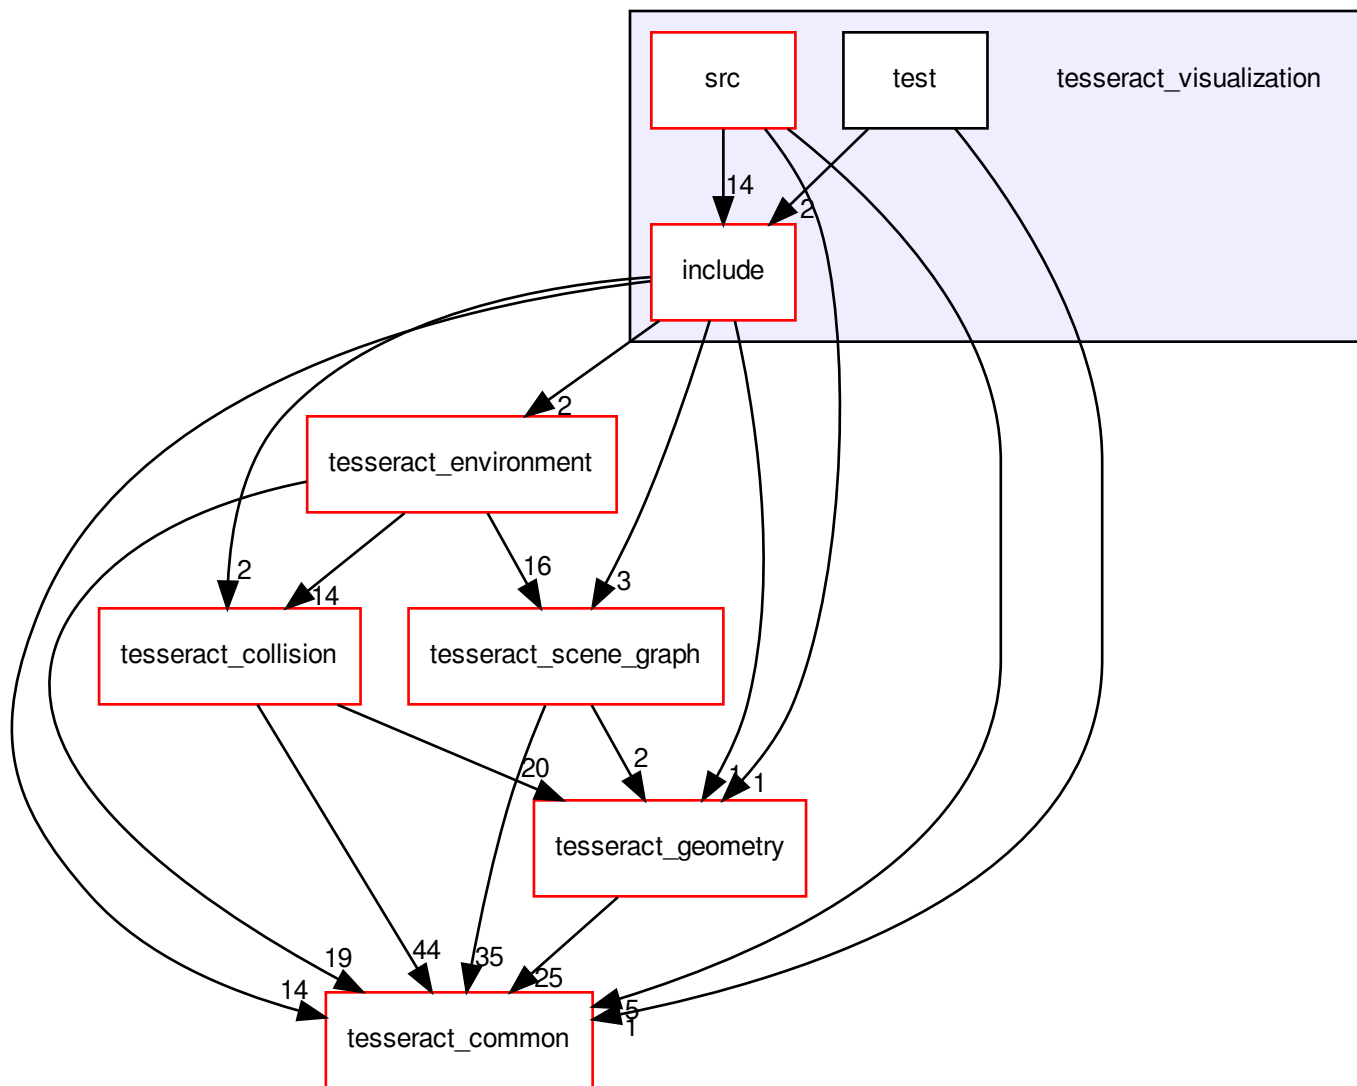 src
test
tesseract_visualization
14
2
include
2
tesseract_environment
2
14
16
3
tesseract_collision
tesseract_scene_graph
20
2
1
1
tesseract_geometry
14
19
44
35
25
5
1
tesseract_common